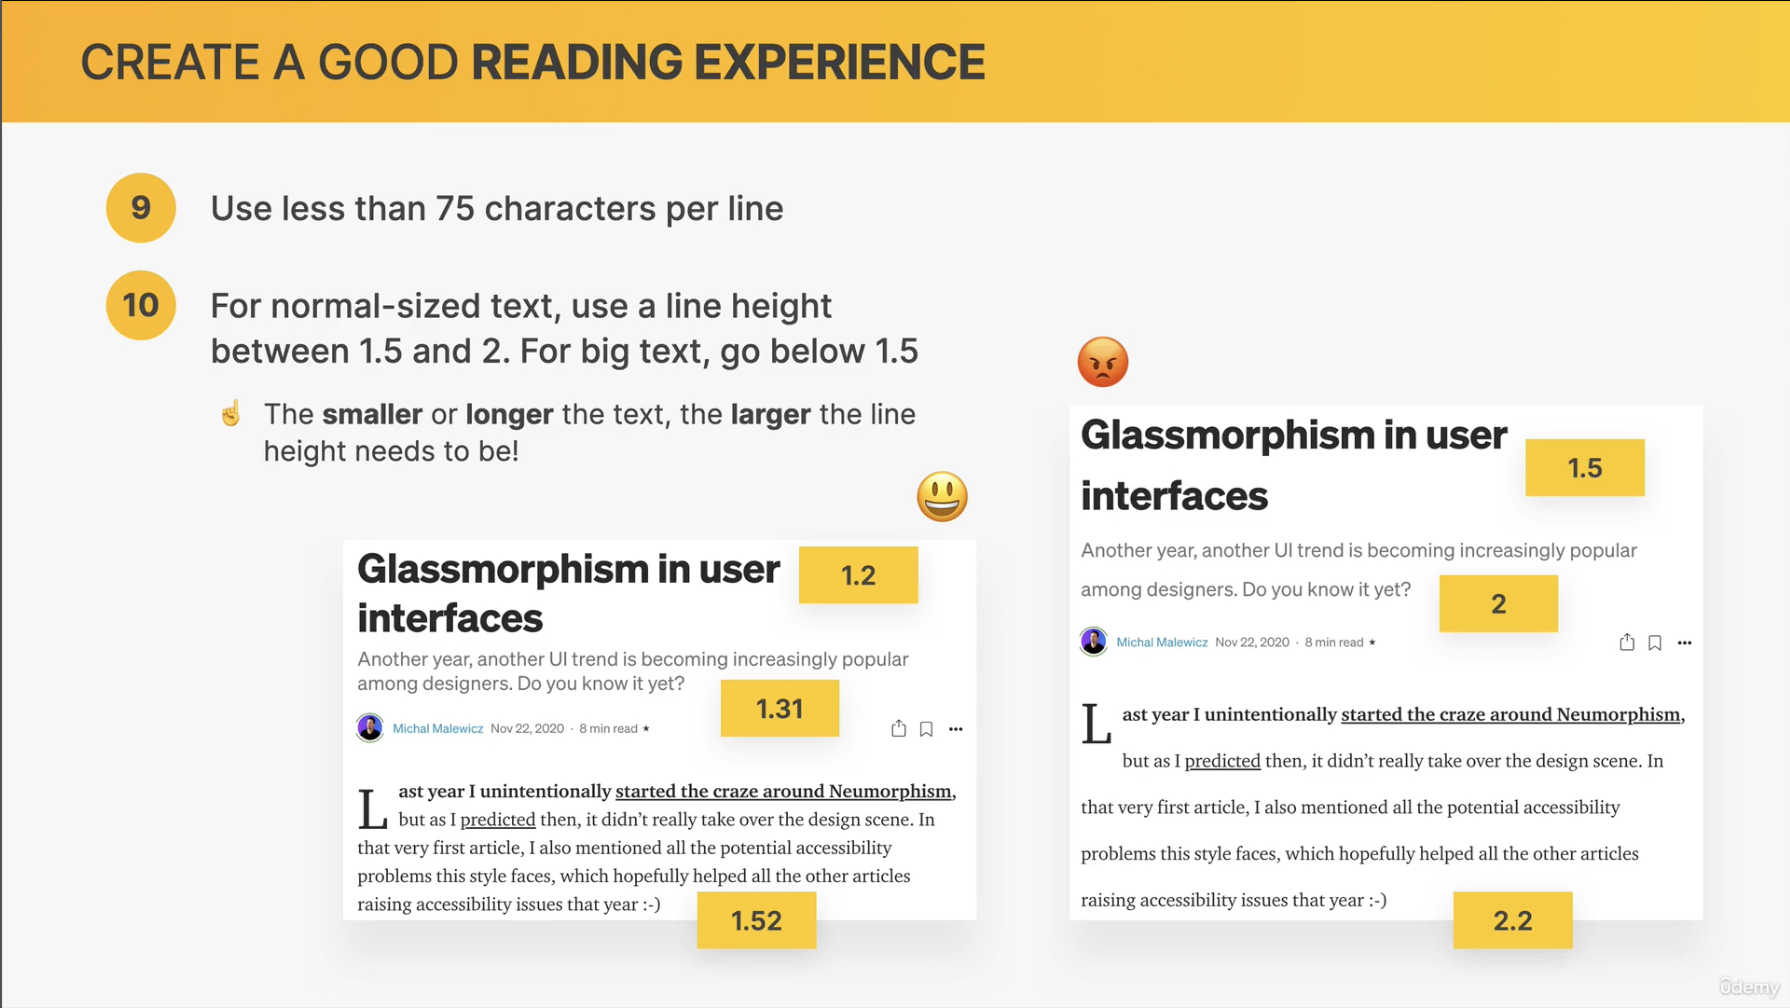 CREATE A GOOD READING EXPERIENCE
9
Use less than 75 characters per line
10
For normal-sized text, use a line height
between 1.5 and 2. For big text, go below 1.5
The smaller or longer the text, the larger the line
height needs to be!
Glassmorphism in user
interfaces
1.2
Another year, another UI trend is becoming increasingly popular
among designers. Do you know it yet?
1.31
Michal Malewicz Nov 22, 2020 · 8 min read ★
Last year I unintentionally started the craze around Neumorphism,
but as I predicted then, it didn’t really take over the design scene. In
that very first article, I also mentioned all the potential accessibility
problems this style faces, which hopefully helped all the other articles
raising accessibility issues that year :-)
1.52
Glassmorphism in user
interfaces
1.5
Another year, another UI trend is becoming increasingly popular
among designers. Do you know it yet?
2
Michal Malewicz Nov 22, 2020 · 8 min read ★
Last year I unintentionally started the craze around Neumorphism,
but as I predicted then, it didn’t really take over the design scene. In
that very first article, I also mentioned all the potential accessibility
problems this style faces, which hopefully helped all the other articles
raising accessibility issues that year :-)
2.2
ûdemy